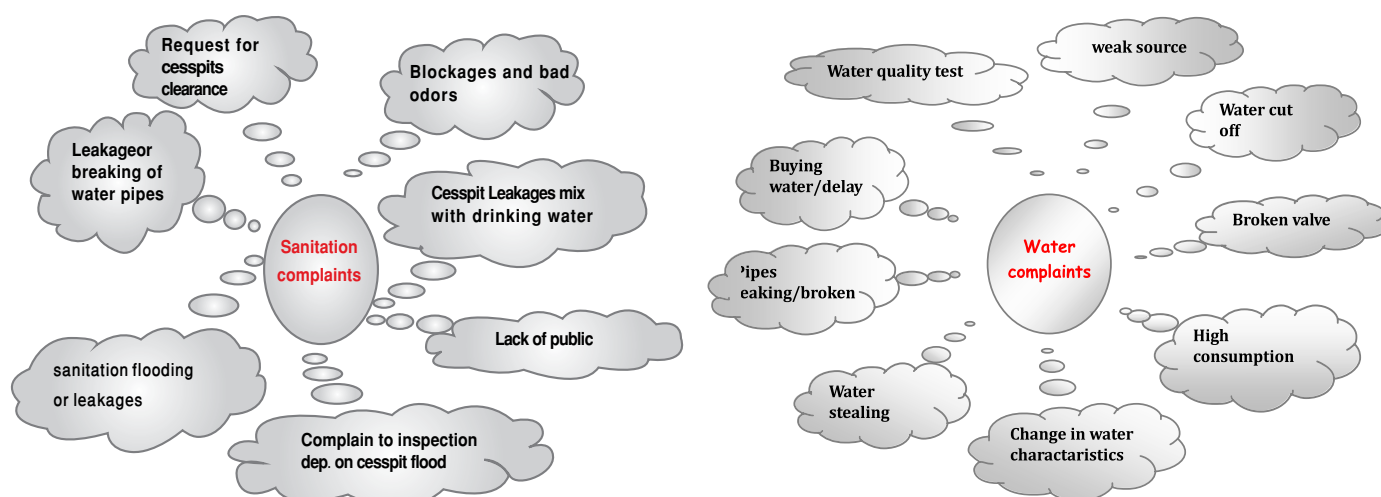 Request for
cesspits
clearance
Blockages and bad
odors
Leakageor
breaking of
water pipes
Cesspit Leakages mix
with drinking water
Sanitation
complaints
Lack of public
sanitation flooding
or leakages
Complain to inspection
dep. on cesspit flood
weak source
Water quality test
Water cut
off
Buying
water/delay
Broken valve
Water
complaints
Pipes
eaking/broken
High
consumption
Water
stealing
Change in water
charactaristics